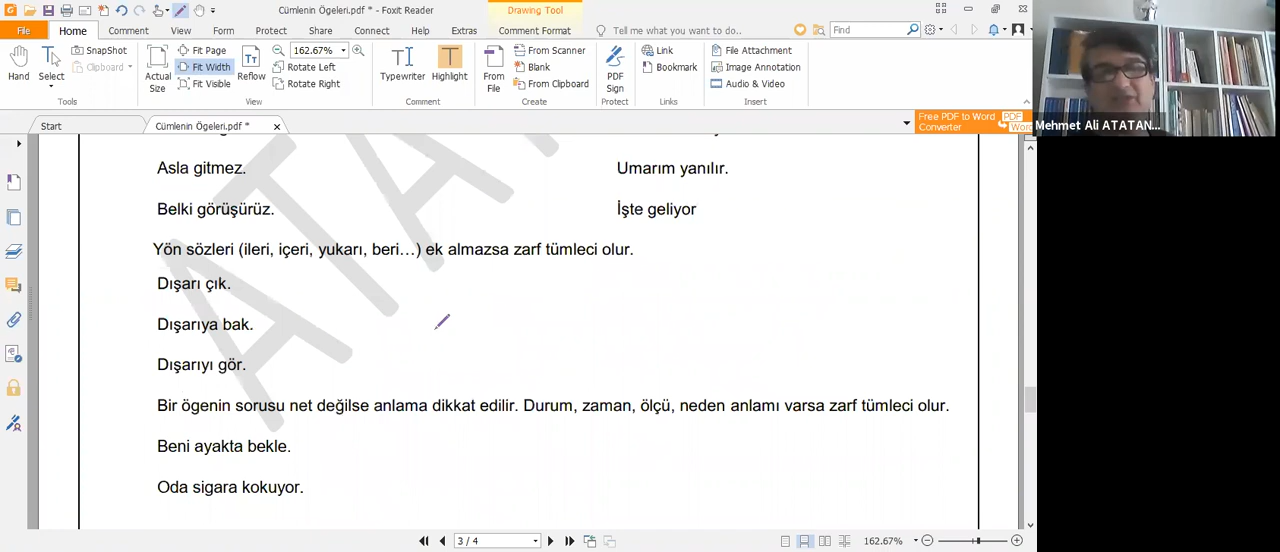 Cümlenin Ögeleri.pdf * - Foxit Reader
Drawing Tool
File Home Comment View Form Protect Share Connect Help Extras Comment Format Tell me what you want to do.. Find
Hand Select SnapShot Clipboard Tools
Actual Size Fit Page Fit Width Fit Visible Reflow 162.67% Rotate Left Rotate Right View
Typewriter Highlight Comment
From File From Scanner Blank From Clipboard Create
PDF Sign Protect
Link Bookmark Links
File Attachment Image Annotation Audio & Video Insert
Start Cümlenin Ögeleri.pdf *
Free PDF to Word Converter PDF Word
Mehmet Ali ATATAN...
Asla gitmez. Umarım yanılır.
Belki görüşürüz. İşte geliyor
Yön sözleri (ileri, içeri, yukarı, beri…) ek almazsa zarf tümleci olur.
Dışarı çık.
Dışarıya bak.
Dışarıyı gör.
Bir ögenin sorusu net değilse anlama dikkat edilir. Durum, zaman, ölçü, neden anlamı varsa zarf tümleci olur.
Beni ayakta bekle.
Oda sigara kokuyor.
ATATA
3 / 4 162.67%